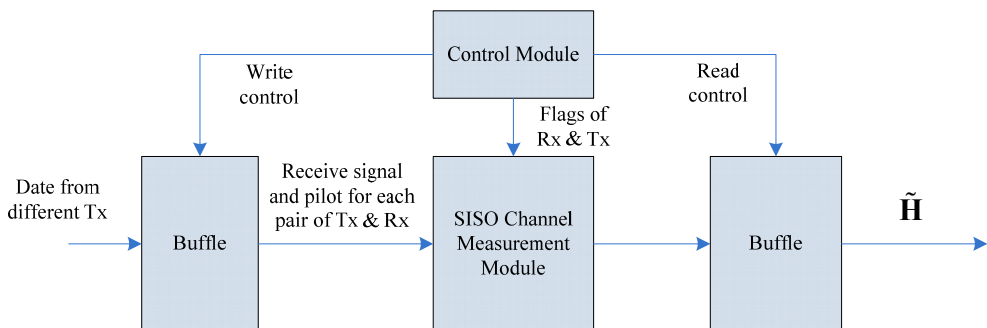 Control Module
Write
control
Read
control
Flags of
Rx & Tx
Date from
different Tx
Receive signal
and pilot for each
pair of Tx & Rx
Buffle
SISO Channel
Measurement
Module
Buffle
H̃